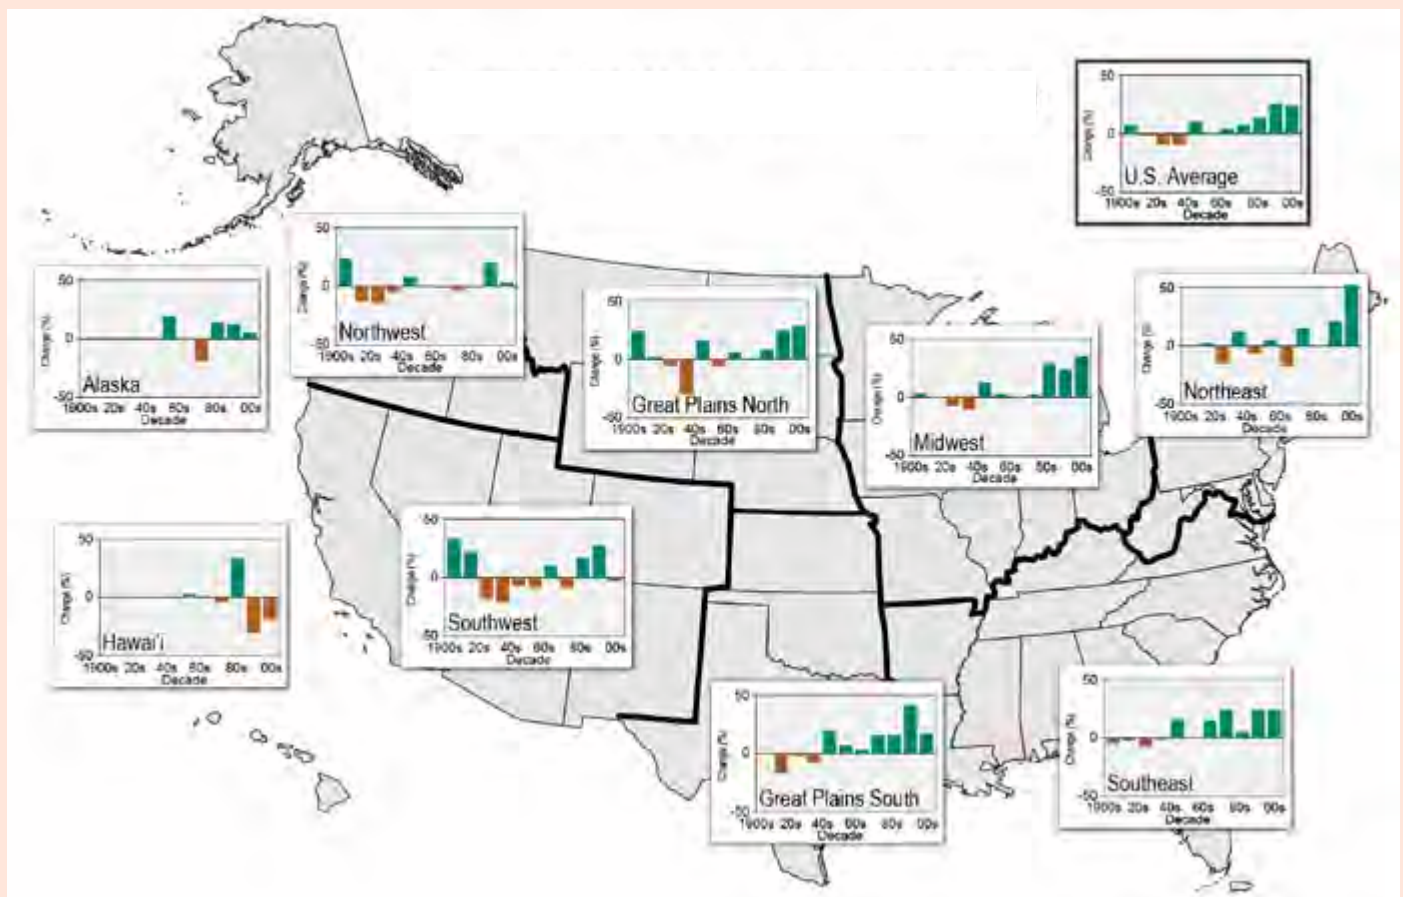 50
Change (%)
0
U.S. Average
-50
1900s 20s 40s 60s 80s 00s
Decade
50
Change (%)
0
Northwest
-50
1900s 20s 40s 60s 80s 00s
Decade
50
Change (%)
0
Alaska
-50
1900s 20s 40s 60s 80s 00s
Decade
50
Change (%)
0
Great Plains North
-50
1900s 20s 40s 60s 80s 00s
Decade
50
Change (%)
0
Midwest
-50
1900s 20s 40s 60s 80s 00s
Decade
50
Change (%)
0
Northeast
-50
1900s 20s 40s 60s 80s 00s
Decade
50
Change (%)
0
Southwest
-50
1900s 20s 40s 60s 80s 00s
Decade
50
Change (%)
0
Hawai'i
-50
1900s 20s 40s 60s 80s 00s
Decade
50
Change (%)
0
Great Plains South
-50
1900s 20s 40s 60s 80s 00s
Decade
50
Change (%)
0
Southeast
-50
1900s 20s 40s 60s 80s 00s
Decade